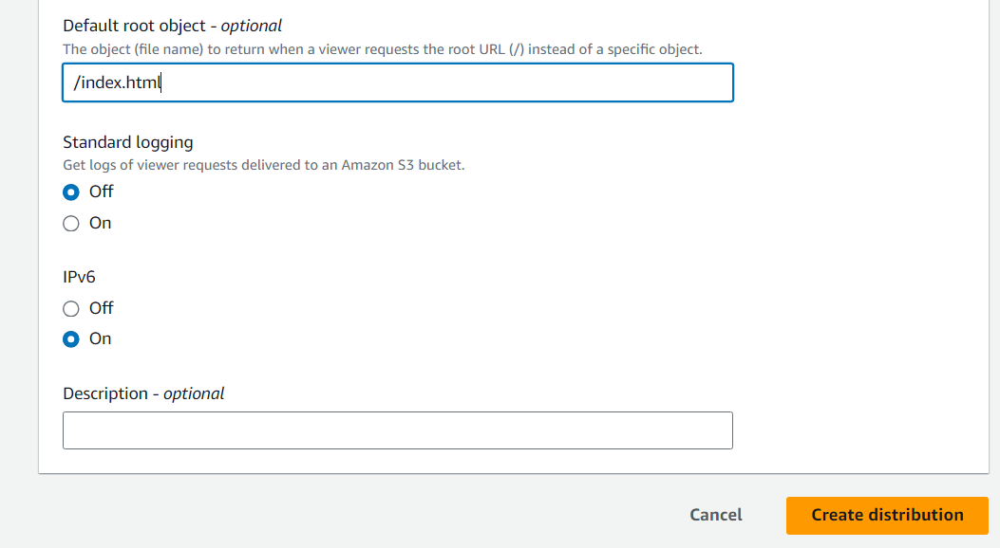 Default root object - optional
The object (file name) to return when a viewer requests the root URL (/) instead of a specific object.
/index.html
Standard logging
Get logs of viewer requests delivered to an Amazon S3 bucket.
Off
On
IPv6
Off
On
Description - optional
Cancel
Create distribution